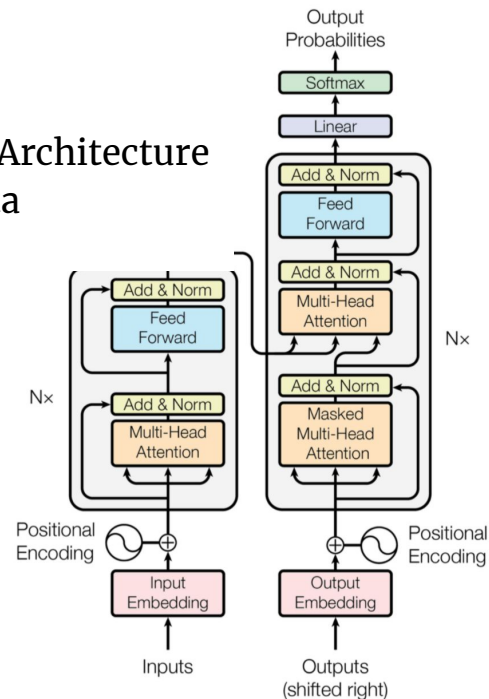 Architecture
a
Output
Probabilities
Softmax
Linear
Add & Norm
Feed
Forward
Add & Norm
Multi-Head
Attention
Add & Norm
Masked
Multi-Head
Attention
N×
Positional
Encoding
Output
Embedding
Outputs
(shifted right)
Add & Norm
Feed
Forward
Add & Norm
Multi-Head
Attention
N×
Positional
Encoding
Input
Embedding
Inputs